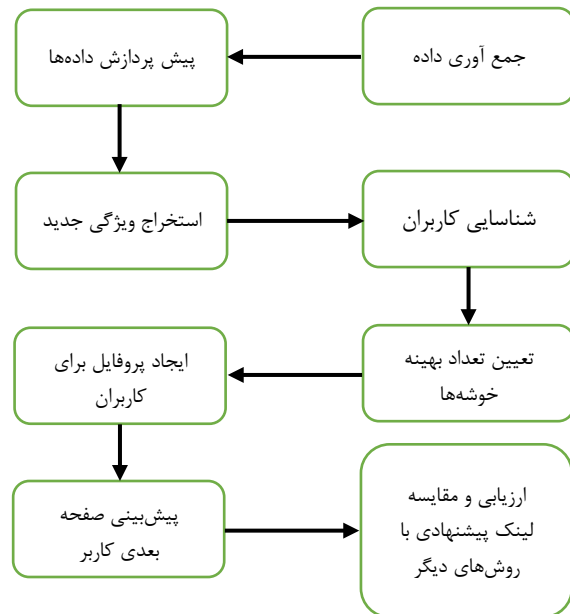 جمع آوری داده
پیش پردازش داده‌ها
استخراج ویژگی جدید
شناسایی کاربران
تعیین تعداد بهینه
خوشه‌ها
ایجاد پروفایل برای
کاربران
پیش‌بینی صفحه
بعدی کاربر
ارزیابی و مقایسه
لینک پیشنهادی با
روش‌های دیگر